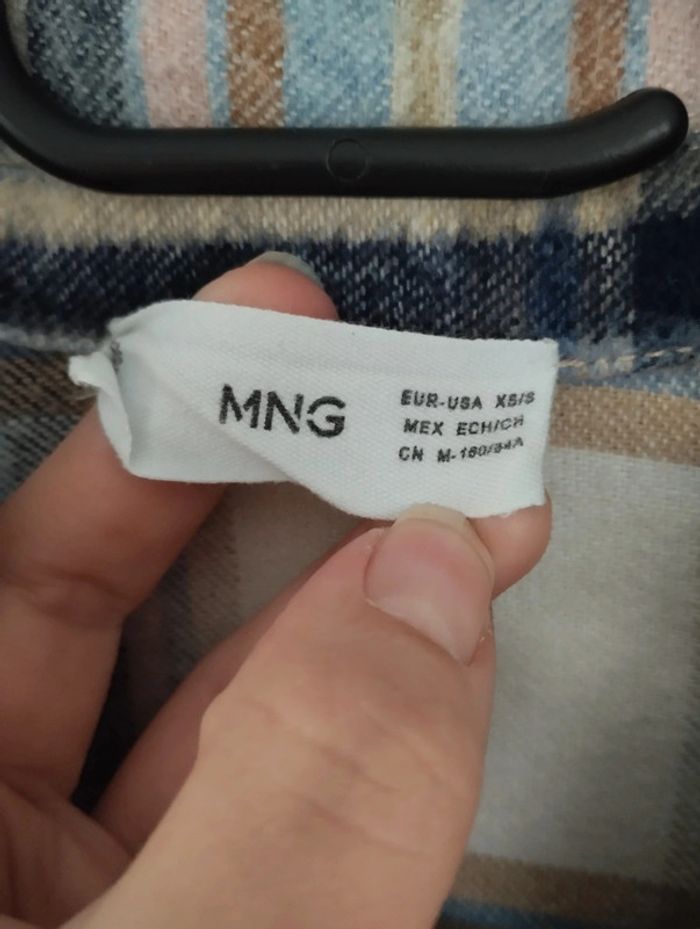 MNG
EUR-USA XS/S
MEX ECH/CH
CN M-160/84A